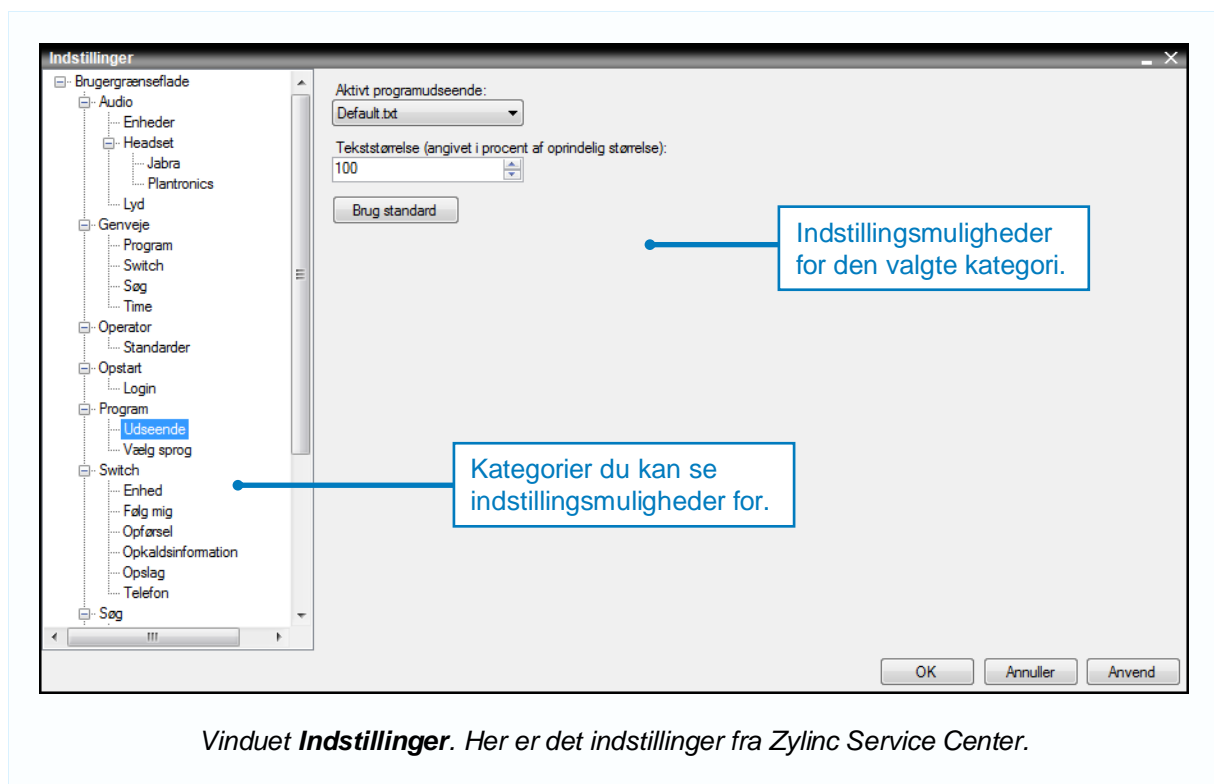 Indstillinger
Brugergrænseflade
Audio
Enheder
Headset
Jabra
Plantronics
Lyd
Genveje
Program
Switch
Søg
Time
Operator
Standarder
Opstart
Login
Program
Udseende
Vælg sprog
Switch
Enhed
Følg mig
Opførsel
Opkaldsinformation
Opslag
Telefon
Søg
Aktivt programudseende:
Default.txt
Tekststørrelse (angivet i procent af oprindelig størrelse):
100
Brug standard
Indstillingsmuligheder
for den valgte kategori.
Kategorier du kan se
indstillingsmuligheder for.
OK
Annuller
Anvend
Vinduet Indstillinger. Her er det indstillinger fra Zylinc Service Center.